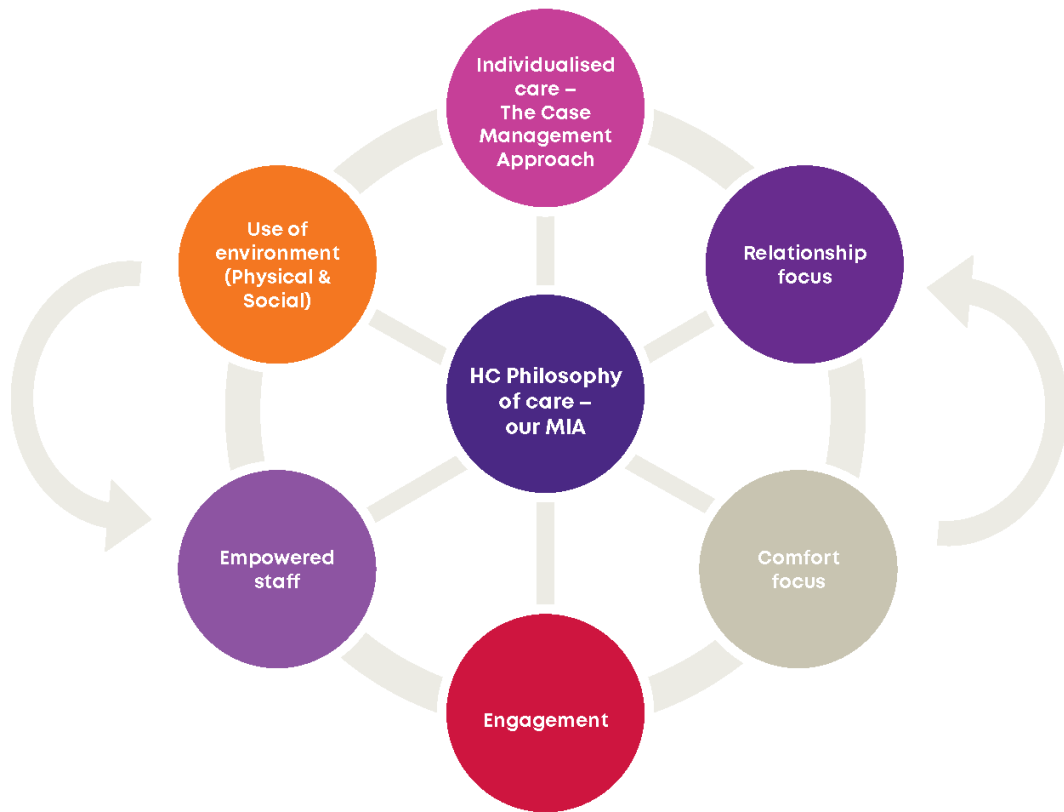 Individualised
care –
The Case
Management
Approach
Use of
environment
(Physical &
Social)
Relationship
focus
HC Philosophy
of care –
our MIA
Empowered
staff
Comfort
focus
Engagement